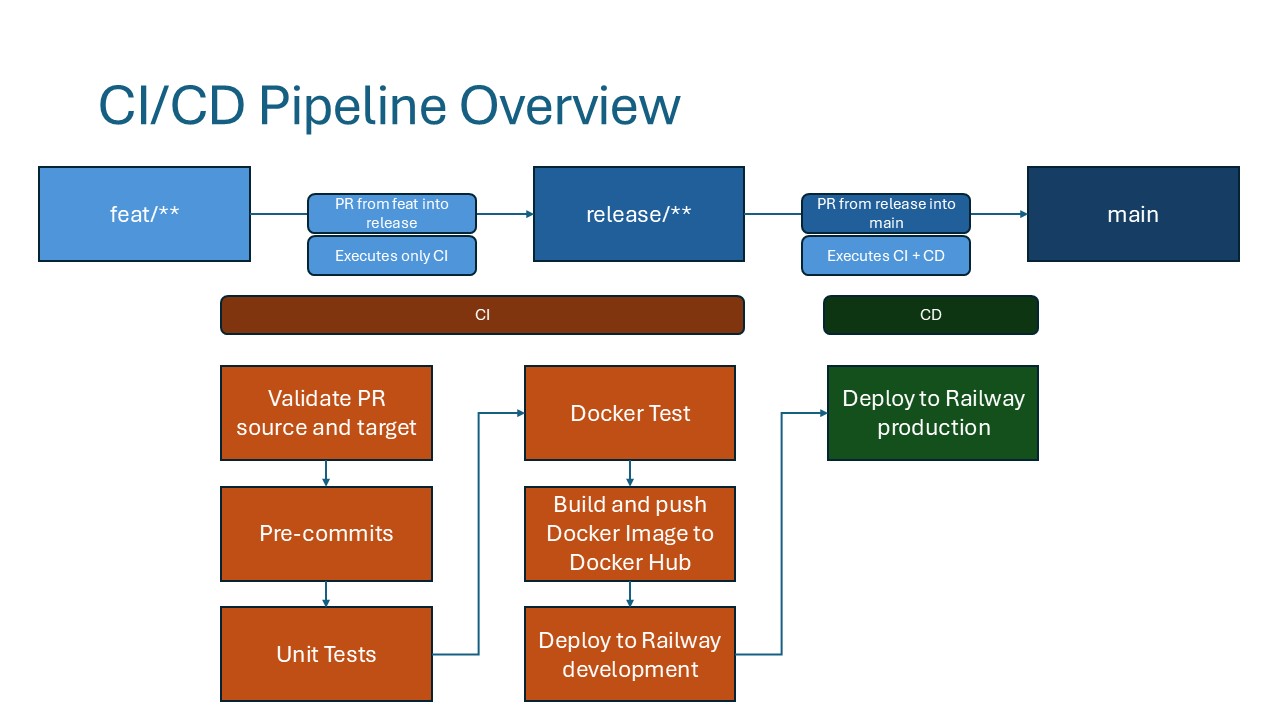 CI/CD Pipeline Overview
feat/**
PR from feat into
release
Executes only CI
release/**
PR from release into
main
Executes CI + CD
main
CI
CD
Validate PR
source and target
Pre-commits
Unit Tests
Docker Test
Build and push
Docker Image to
Docker Hub
Deploy to Railway
development
Deploy to Railway
production